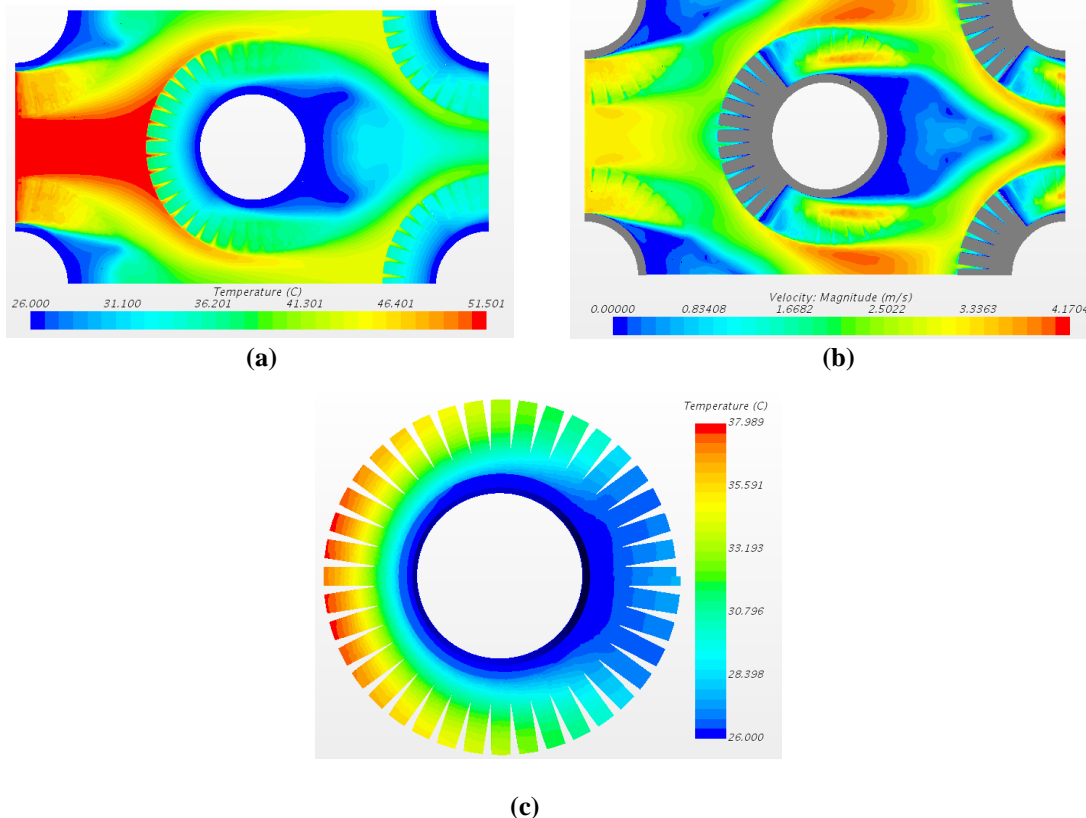 Temperature (C)
26.000 31.100 36.201 41.301 46.401 51.501
(a)
Velocity: Magnitude (m/s)
0.00000 0.83408 1.6682 2.5022 3.3363 4.1704
(b)
Temperature (C)
37.989
35.591
33.193
30.796
28.398
26.000
(c)